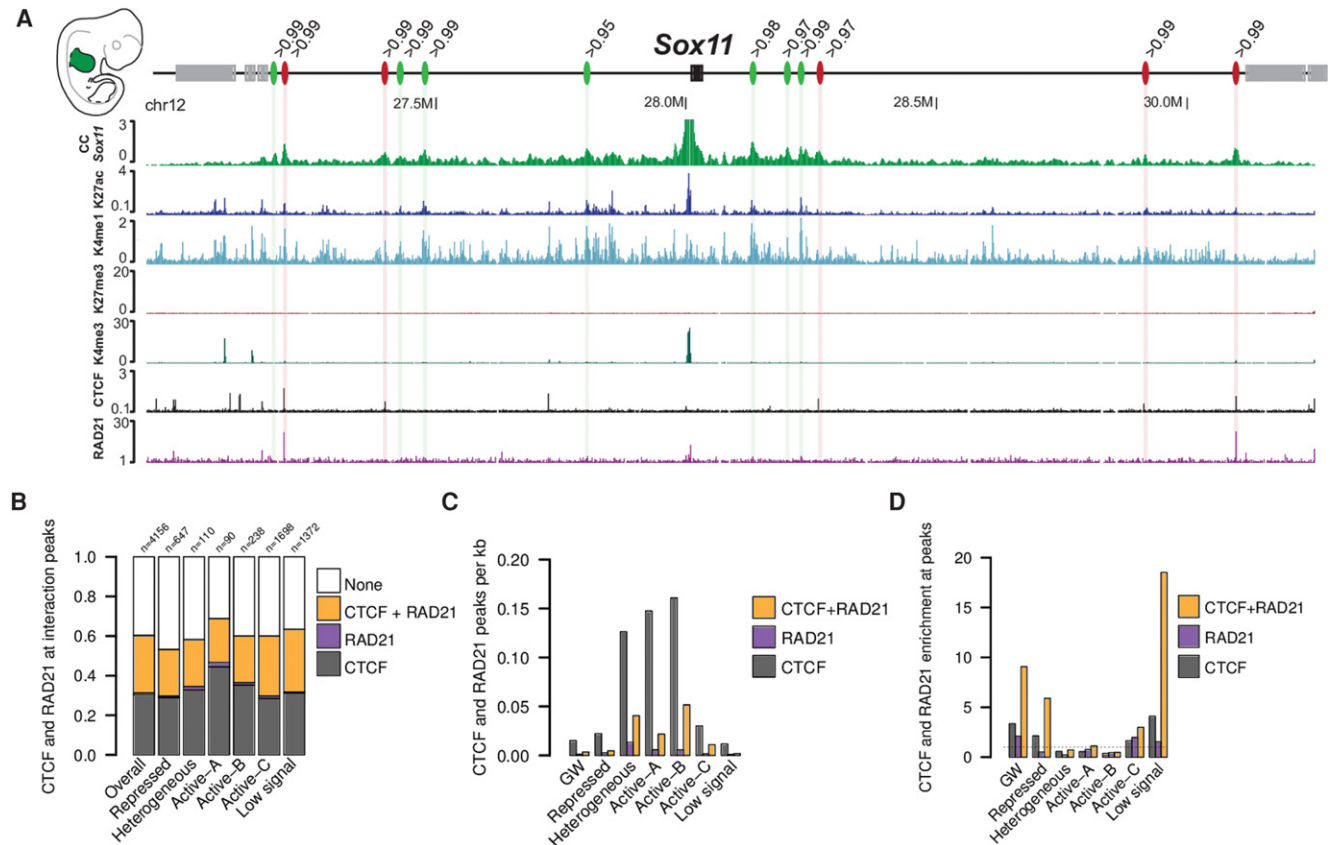 A
>0.99
>0.99
>0.99
>0.99
>0.99
>0.95
Sox11
>0.98
>0.97
>0.99
>0.97
>0.99
>0.99
chr12
27.5M
28.0M
28.5M
30.0M
CC
Sox11
3
0
K27ac
4
0.1
K4me1
2
0
K27me3
20
0
K4me3
30
0
CTCF
3
0.1
RAD21
30
1
B
CTCF and RAD21 at interaction peaks
1.0
0.8
0.6
0.4
0.2
0.0
n=4156
n=647
n=110
n=90
n=238
n=1698
n=1372
Overall
Repressed
Heterogeneous
Active–A
Active–B
Active–C
Low signal
None
CTCF + RAD21
RAD21
CTCF
C
CTCF and RAD21 peaks per kb
0.20
0.15
0.10
0.05
0.00
GW
Repressed
Heterogeneous
Active–A
Active–B
Active–C
Low signal
CTCF+RAD21
RAD21
CTCF
D
CTCF and RAD21 enrichment at peaks
20
15
10
5
0
GW
Repressed
Heterogeneous
Active–A
Active–B
Active–C
Low signal
CTCF+RAD21
RAD21
CTCF